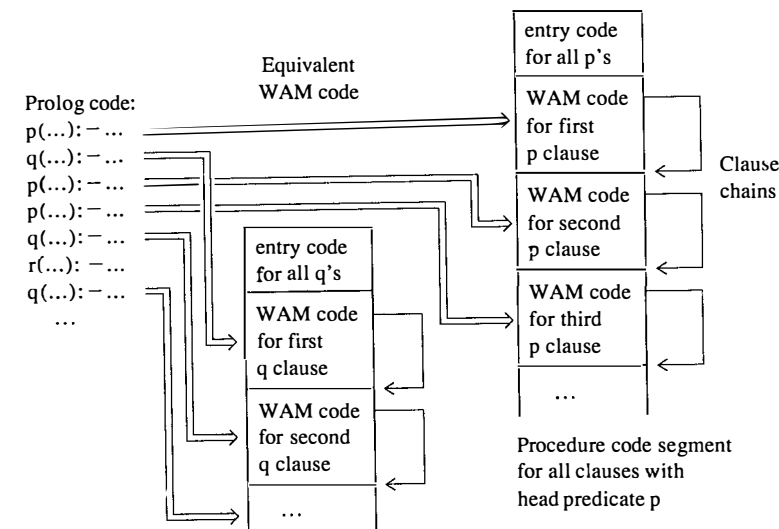 Prolog code:
p(...):- ...
q(...):- ...
p(...):- ...
p(...):- ...
q(...):- ...
r(...):- ...
q(...):- ...
...
Equivalent
WAM code
entry code
for all q's
WAM code
for first
q clause
WAM code
for second
q clause
...
entry code
for all p's
WAM code
for first
p clause
WAM code
for second
p clause
WAM code
for third
p clause
...
Clause
chains
Procedure code segment
for all clauses with
head predicate p